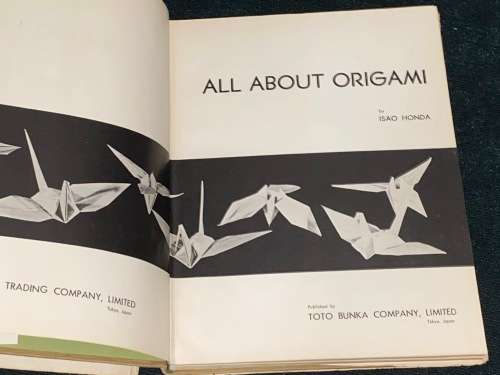 ALL ABOUT ORIGAMI
by
ISAO HONDA
TRADING COMPANY, LIMITED
Tokyo, Japan
Published by
TOTO BUNKA COMPANY, LIMITED.
Tokyo, Japan